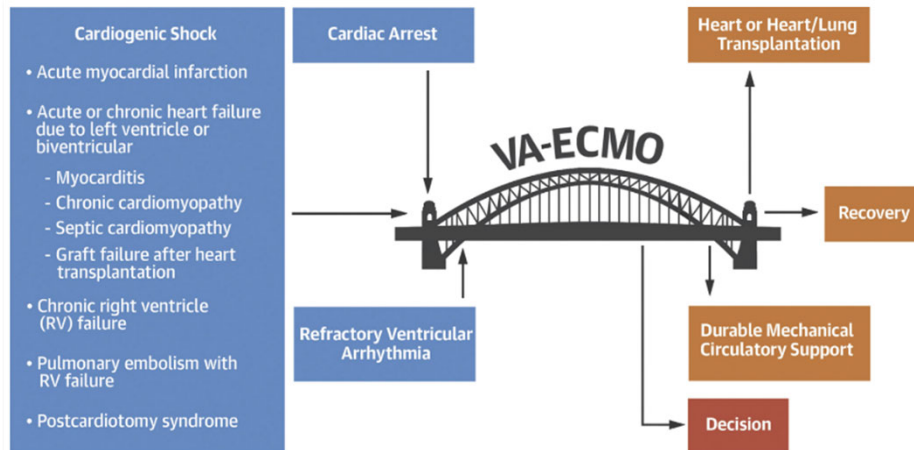 Cardiogenic Shock
• Acute myocardial infarction
• Acute or chronic heart failure
due to left ventricle or
biventricular
- Myocarditis
- Chronic cardiomyopathy
- Septic cardiomyopathy
- Graft failure after heart
transplantation
• Chronic right ventricle
(RV) failure
• Pulmonary embolism with
RV failure
• Postcardiotomy syndrome
Cardiac Arrest
Refractory Ventricular
Arrhythmia
VA-ECMO
Heart or Heart/Lung
Transplantation
Recovery
Durable Mechanical
Circulatory Support
Decision